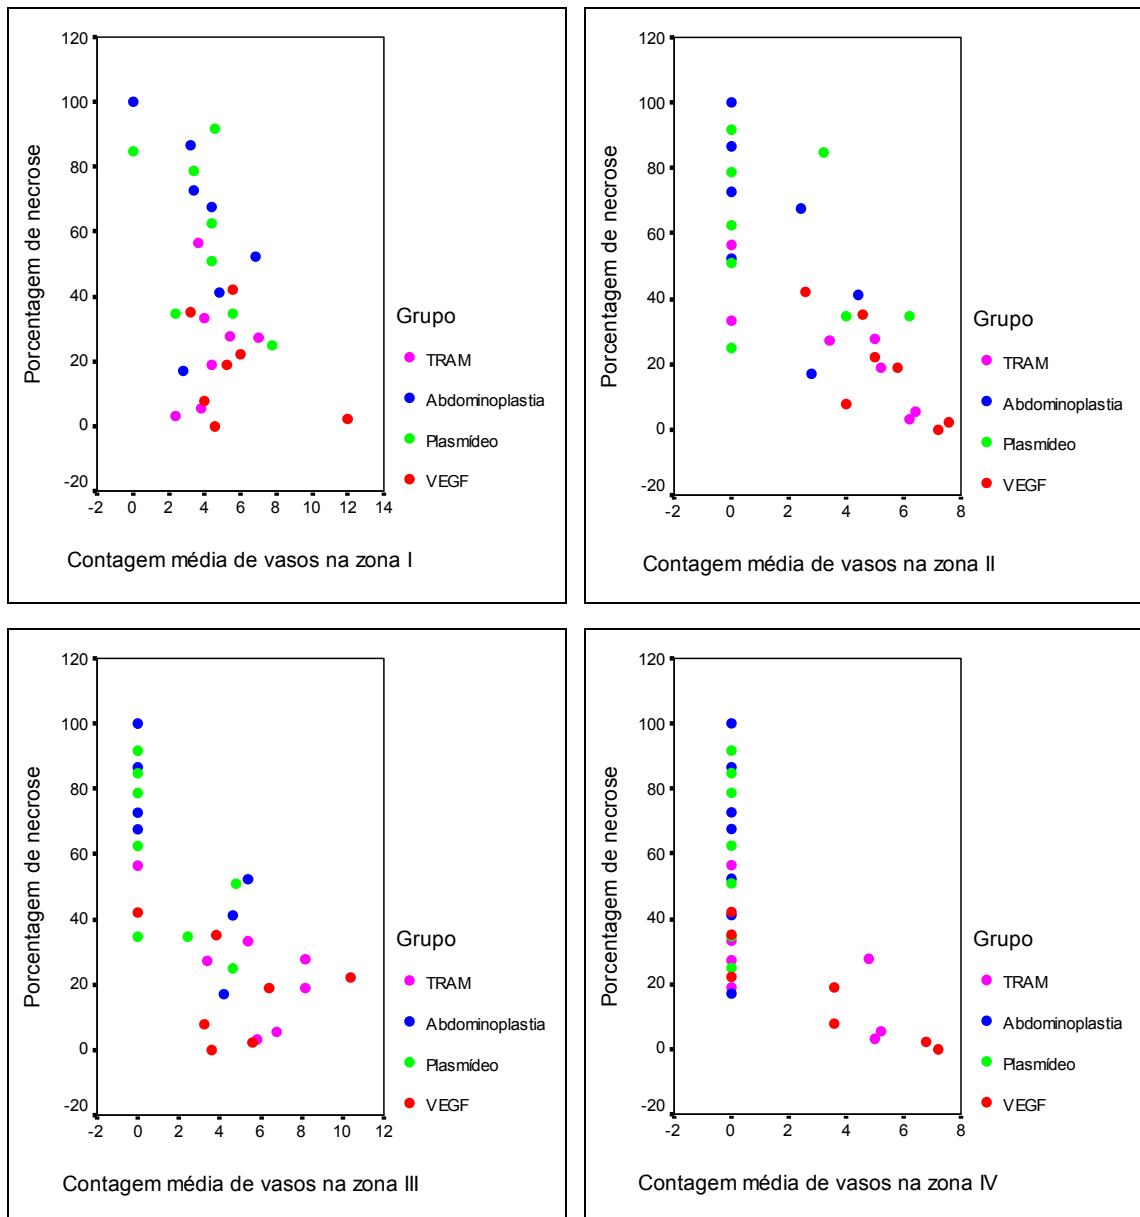 120
100
80
60
40
20
0
-20
Porcentagem de necrose
-2 0 2 4 6 8 10 12 14
Contagem média de vasos na zona I
Grupo
TRAM
Abdominoplastia
Plasmídeo
VEGF
120
100
80
60
40
20
0
-20
Porcentagem de necrose
-2 0 2 4 6 8
Contagem média de vasos na zona II
Grupo
TRAM
Abdominoplastia
Plasmídeo
VEGF
120
100
80
60
40
20
0
-20
Porcentagem de necrose
-2 0 2 4 6 8 10 12
Contagem média de vasos na zona III
Grupo
TRAM
Abdominoplastia
Plasmídeo
VEGF
120
100
80
60
40
20
0
-20
Porcentagem de necrose
-2 0 2 4 6 8
Contagem média de vasos na zona IV
Grupo
TRAM
Abdominoplastia
Plasmídeo
VEGF